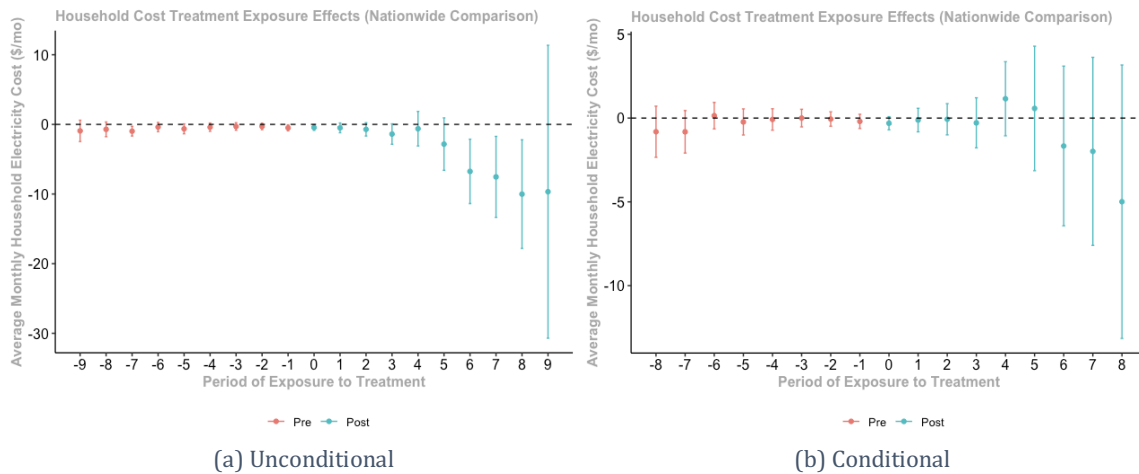 Household Cost Treatment Exposure Effects (Nationwide Comparison)
Average Monthly Household Electricity Cost ($/mo)
10
0
-10
-20
-30
-9 -8 -7 -6 -5 -4 -3 -2 -1 0 1 2 3 4 5 6 7 8 9
Period of Exposure to Treatment
Pre Post
(a) Unconditional
Household Cost Treatment Exposure Effects (Nationwide Comparison)
Average Monthly Household Electricity Cost ($/mo)
5
0
-5
-10
-8 -7 -6 -5 -4 -3 -2 -1 0 1 2 3 4 5 6 7 8
Period of Exposure to Treatment
Pre Post
(b) Conditional